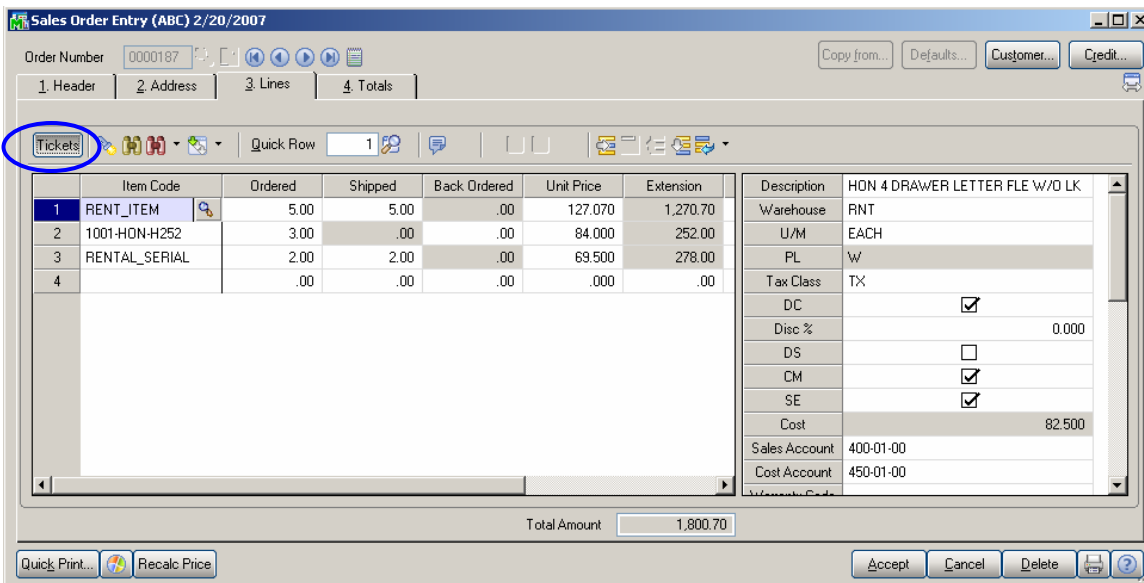 Sales Order Entry (ABC) 2/20/2007
Order Number 0000187 Copy from... Defaults... Customer... Credit...
1. Header 2. Address 3. Lines 4. Totals
Tickets Quick Row 1
Item Code Ordered Shipped Back Ordered Unit Price Extension
1 RENT_ITEM 5.00 5.00 .00 127.070 1,270.70
2 1001-HON-H252 3.00 .00 .00 84.000 252.00
3 RENTAL_SERIAL 2.00 2.00 .00 69.500 278.00
4 .00 .00 .00 .000 .00
Description HON 4 DRAWER LETTER FLE W/O LK
Warehouse RNT
U/M EACH
PL W
Tax Class TX
DC
Disc % 0.000
DS
CM
SE
Cost 82.500
Sales Account 400-01-00
Cost Account 450-01-00
Total Amount 1,800.70
Quick Print... Recalc Price Accept Cancel Delete